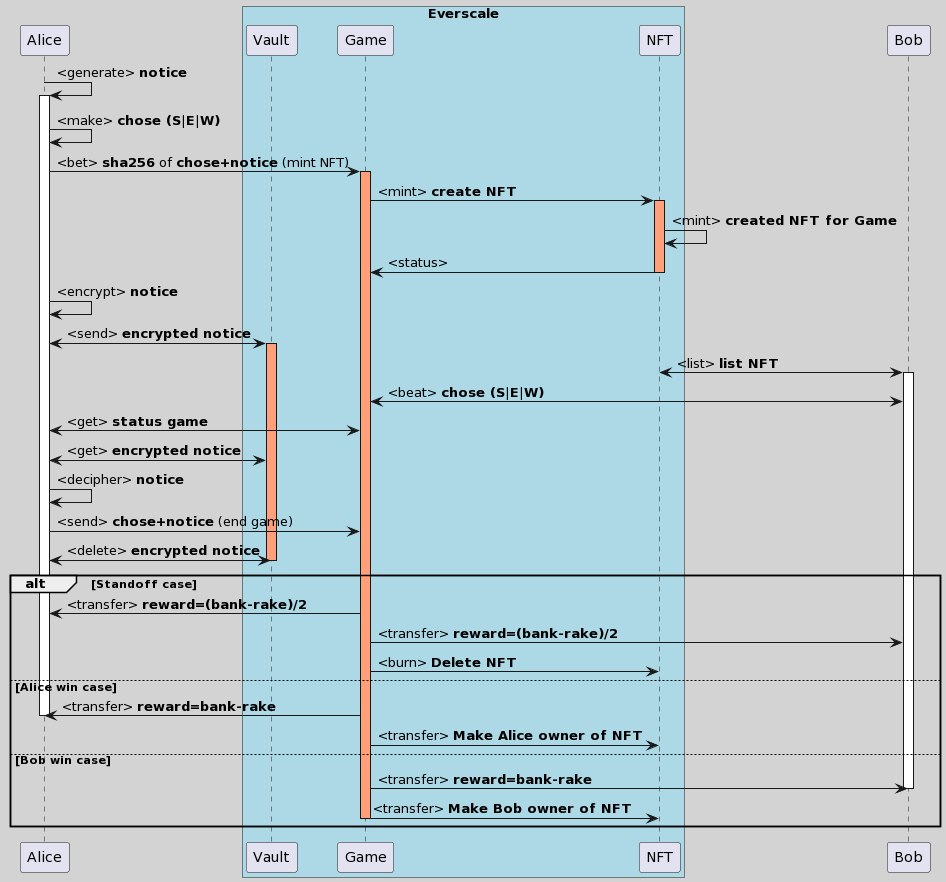 Everscale
Alice Vault Game NFT Bob
<generate> notice
<make> chose (S|E|W)
<bet> sha256 of chose+notice (mint NFT)
<mint> create NFT
<mint> created NFT for Game
<status>
<encrypt> notice
<send> encrypted notice
<list> list NFT
<beat> chose (S|E|W)
<get> status game
<get> encrypted notice
<decipher> notice
<send> chose+notice (end game)
<delete> encrypted notice
alt [Standoff case]
<transfer> reward=(bank-rake)/2
<transfer> reward=(bank-rake)/2
<burn> Delete NFT
[Alice win case]
<transfer> reward=bank-rake
<transfer> Make Alice owner of NFT
[Bob win case]
<transfer> reward=bank-rake
<transfer> Make Bob owner of NFT
Alice Vault Game NFT Bob